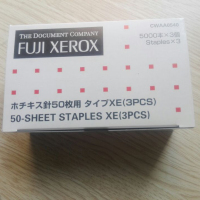 THE DOCUMENT COMPANY
FUJI XEROX
5000本×3個
Staples×3
ホチキス針50枚用 タイプXE(3PCS)
50-SHEET STAPLES XE(3PCS)